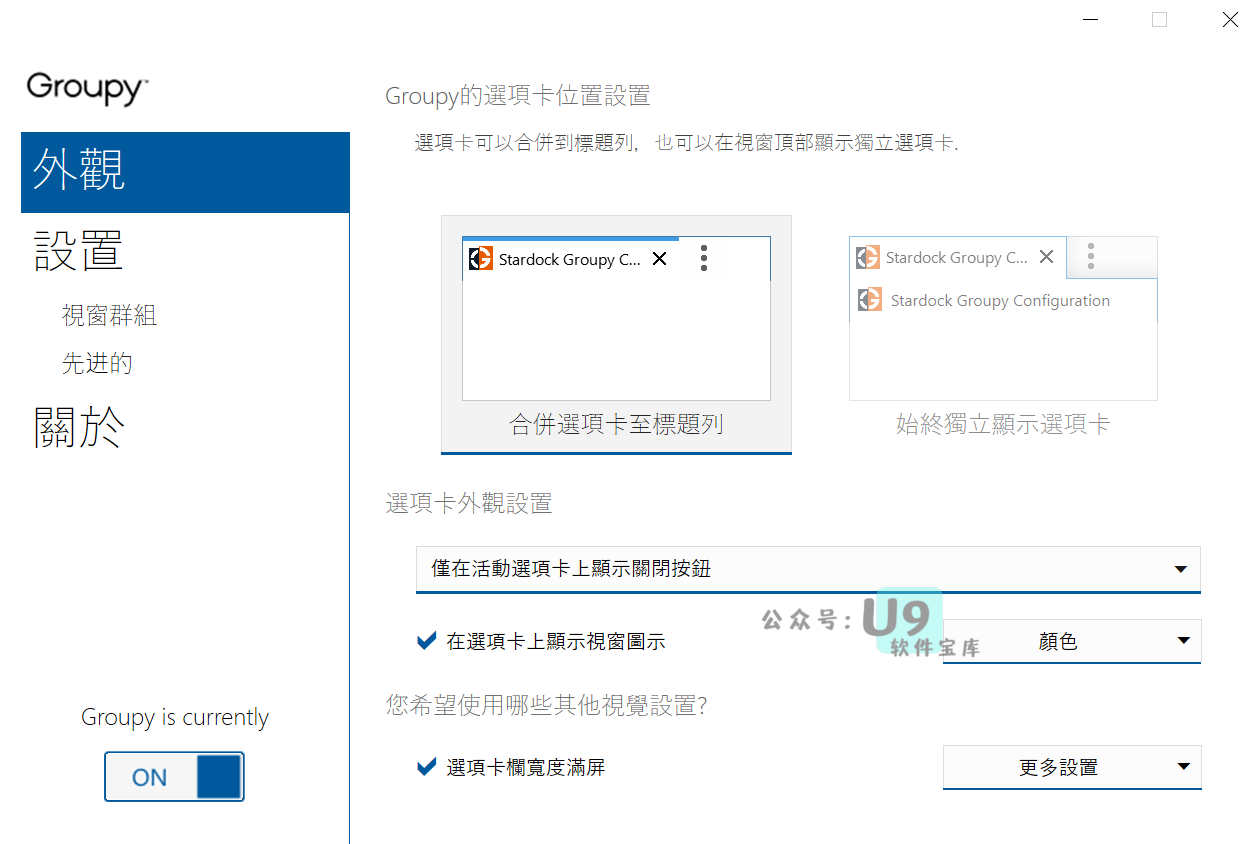 Groupy™
外觀
設置
視窗群組
先进的
關於
Groupy is currently
ON
Groupy的選項卡位置設置
選項卡可以合併到標題列, 也可以在視窗頂部顯示獨立選項卡.
Stardock Groupy C...
合併選項卡至標題列
Stardock Groupy C...
Stardock Groupy Configuration
始終獨立顯示選項卡
選項卡外觀設置
僅在活動選項卡上顯示關閉按鈕
在選項卡上顯示視窗圖示
顏色
公众号: U9
软件宝库
您希望使用哪些其他視覺設置?
選項卡欄寬度滿屏
更多設置